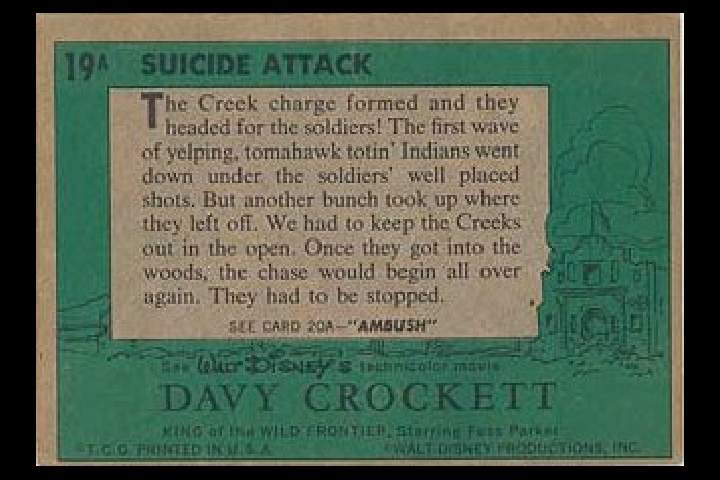 19A SUICIDE ATTACK
The Creek charge formed and they
headed for the soldiers! The first wave
of yelping, tomahawk totin' Indians went
down under the soldiers' well placed
shots. But another bunch took up where
they left off. We had to keep the Creeks
out in the open. Once they got into the
woods, the chase would begin all over
again. They had to be stopped.
SEE CARD 20A—"AMBUSH"
See Walt Disney's technicolor movie
DAVY CROCKETT
KING of the WILD FRONTIER, Starring Fess Parker
©T.C.G. PRINTED IN U.S.A. ©WALT DISNEY PRODUCTIONS, INC.